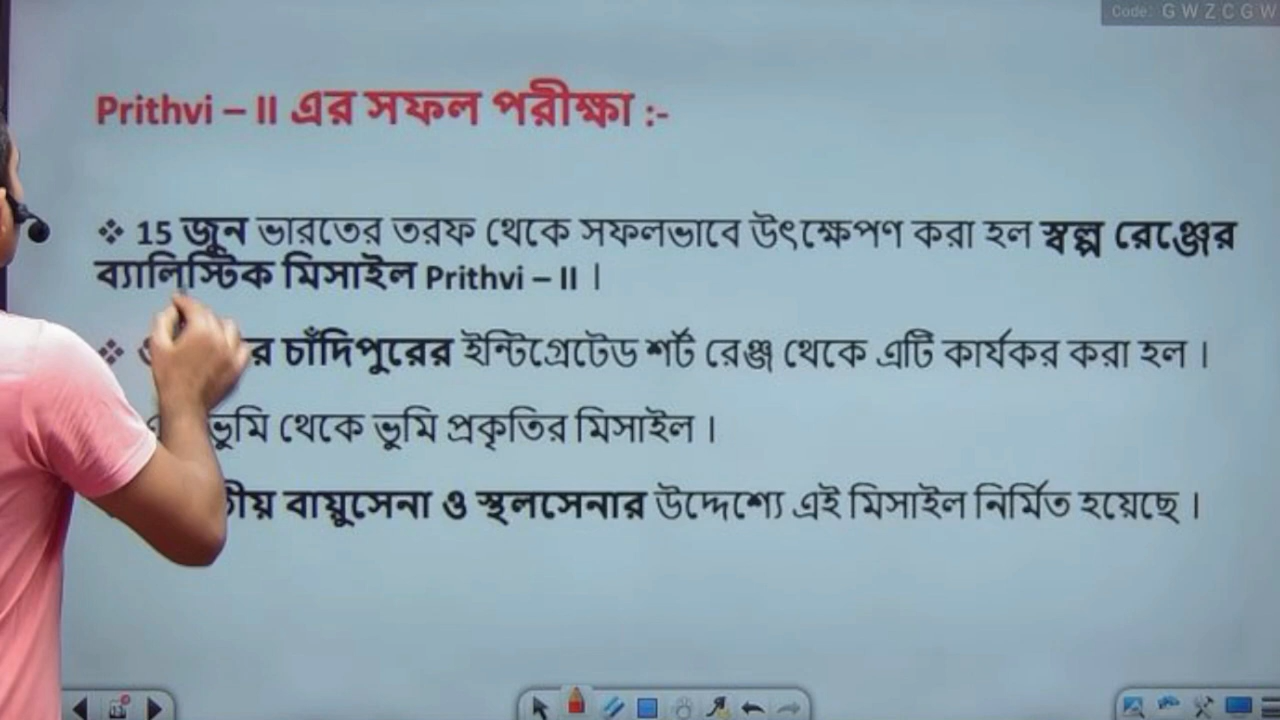 Code: G W Z C G W
Prithvi – II এর সফল পরীক্ষা :-
❖ 15 জুন ভারতের তরফ থেকে সফলভাবে উৎক্ষেপণ করা হল স্বল্প রেঞ্জের
ব্যালিস্টিক মিসাইল Prithvi – II ।
❖ চাঁদিপুরের ইন্টিগ্রেটেড শর্ট রেঞ্জ থেকে এটি কার্যকর করা হল ।
ভুমি থেকে ভুমি প্রকৃতির মিসাইল ।
বায়ুসেনা ও স্থলসেনার উদ্দেশ্যে এই মিসাইল নির্মিত হয়েছে ।